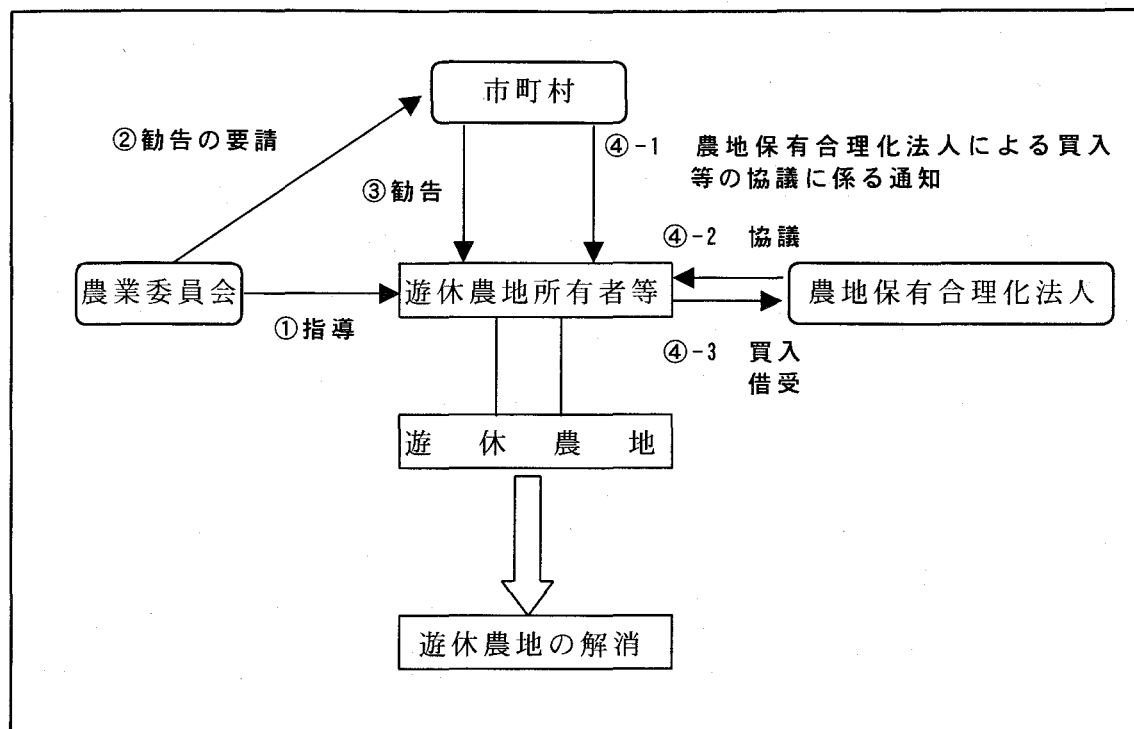 市町村
②勧告の要請
④-1 農地保有合理化法人による買入
等の協議に係る通知
③勧告
④-2 協議
農業委員会
遊休農地所有者等
農地保有合理化法人
①指導
④-3 買入
借受
遊休農地
遊休農地の解消